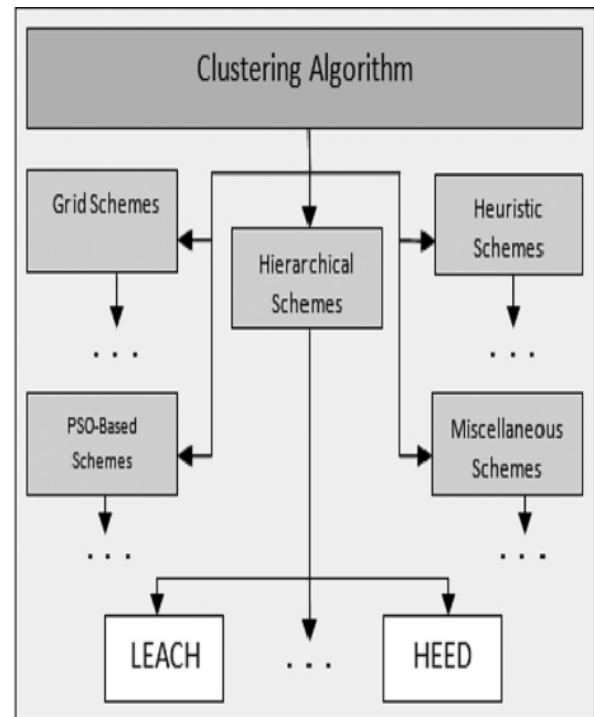 Clustering Algorithm
Grid Schemes
Heuristic
Schemes
Hierarchical
Schemes
. . .
. . .
PSO-Based
Schemes
Miscellaneous
Schemes
. . .
. . .
LEACH
. . .
HEED